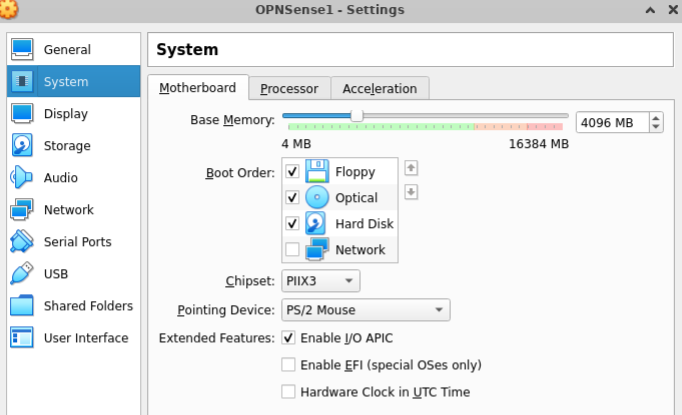 OPNSense1 - Settings
General
System
Display
Storage
Audio
Network
Serial Ports
USB
Shared Folders
User Interface
System
Motherboard Processor Acceleration
Base Memory: 4096 MB
4 MB 16384 MB
Boot Order: Floppy
Optical
Hard Disk
Network
Chipset: PIIX3
Pointing Device: PS/2 Mouse
Extended Features: Enable I/O APIC
Enable EFI (special OSes only)
Hardware Clock in UTC Time